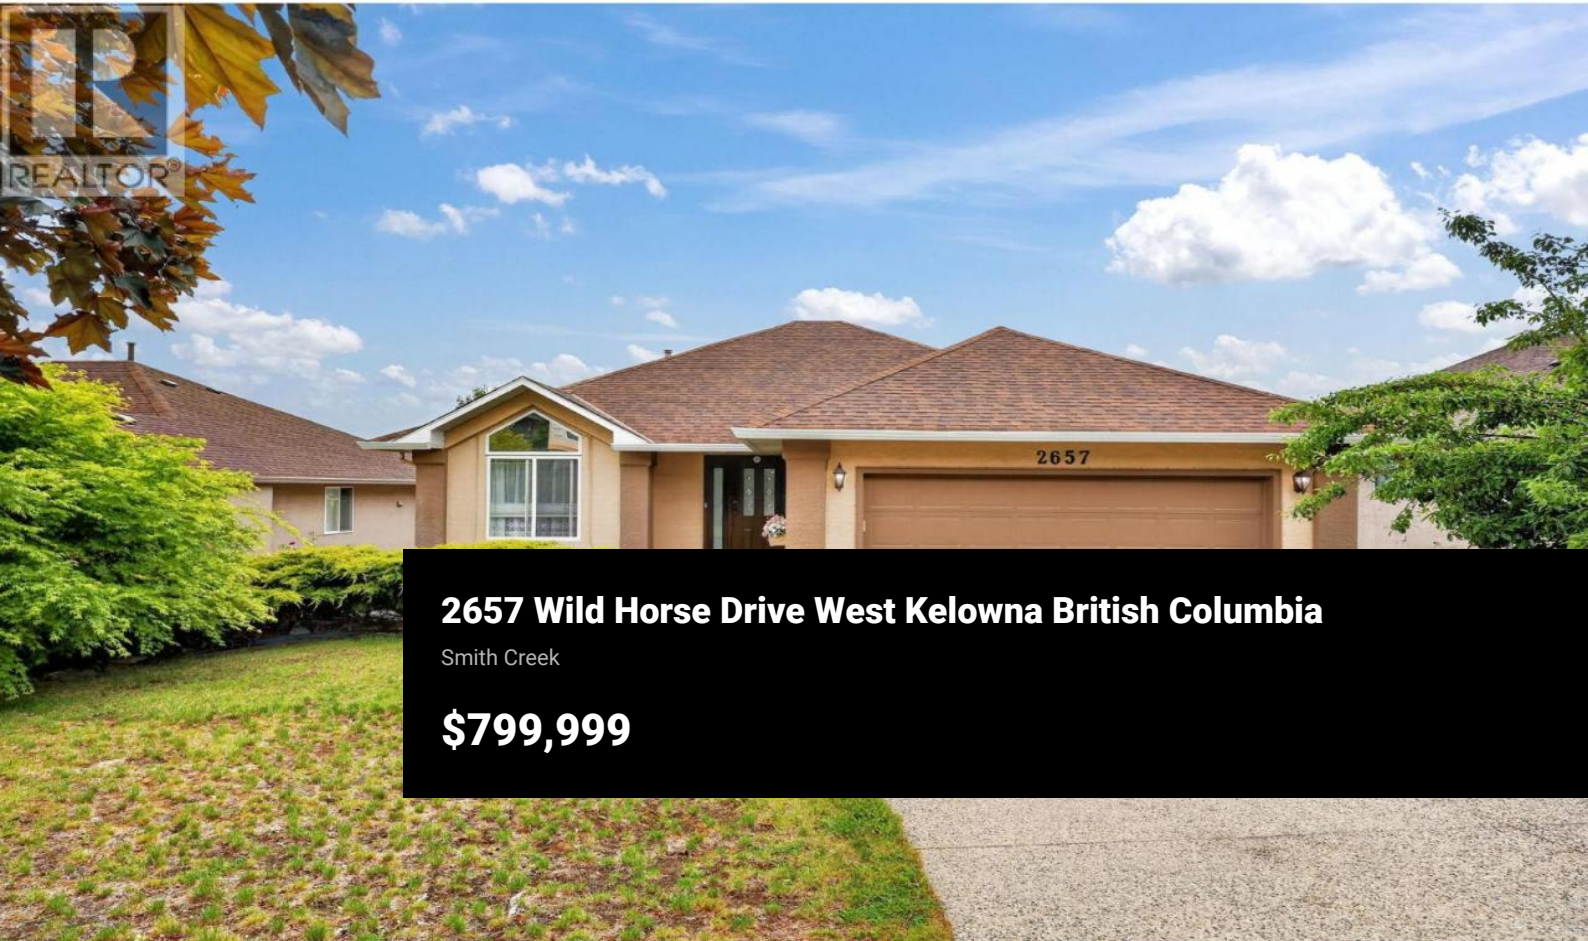 REALTOR®
2657
2657 Wild Horse Drive West Kelowna British Columbia
Smith Creek
$799,999